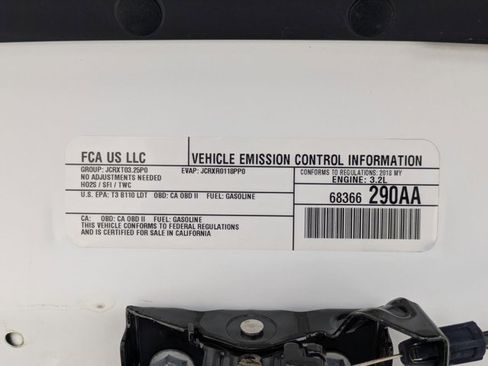 FCA US LLC
VEHICLE EMISSION CONTROL INFORMATION
GROUP: JCRXT03.25P0
EVAP: JCRXR0118PP0
CONFORMS TO REGULATIONS: 2018 MY
NO ADJUSTMENTS NEEDED
ENGINE: 3.2L
HO2S / SFI / TWC
U.S. EPA: T3 B110 LDT OBD: CA OBD II FUEL: GASOLINE
68366 290AA
CA: OBD: CA OBD II FUEL: GASOLINE
THIS VEHICLE CONFORMS TO FEDERAL REGULATIONS
AND IS CERTIFIED FOR SALE IN CALIFORNIA